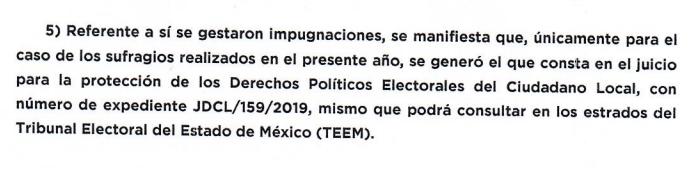 5) Referente a sí se gestaron impugnaciones, se manifiesta que, únicamente para el
caso de los sufragios realizados en el presente año, se generó el que consta en el juicio
para la protección de los Derechos Políticos Electorales del Ciudadano Local, con
número de expediente JDCL/159/2019, mismo que podrá consultar en los estrados del
Tribunal Electoral del Estado de México (TEEM).